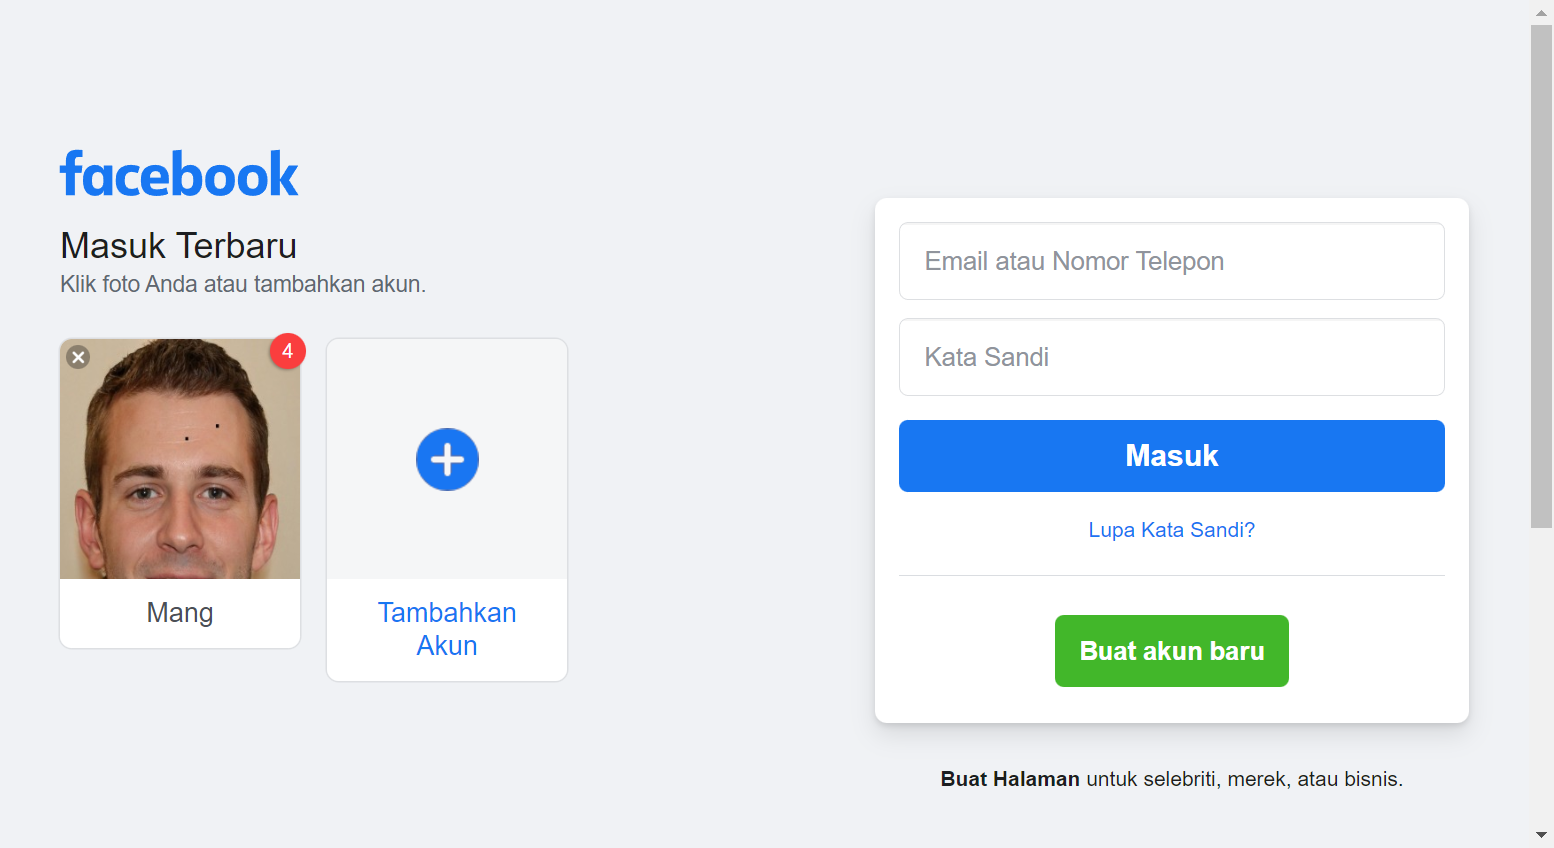 facebook
Masuk Terbaru
Klik foto Anda atau tambahkan akun.
4
Mang
Tambahkan
Akun
Email atau Nomor Telepon
Kata Sandi
Masuk
Lupa Kata Sandi?
Buat akun baru
Buat Halaman untuk selebriti, merek, atau bisnis.